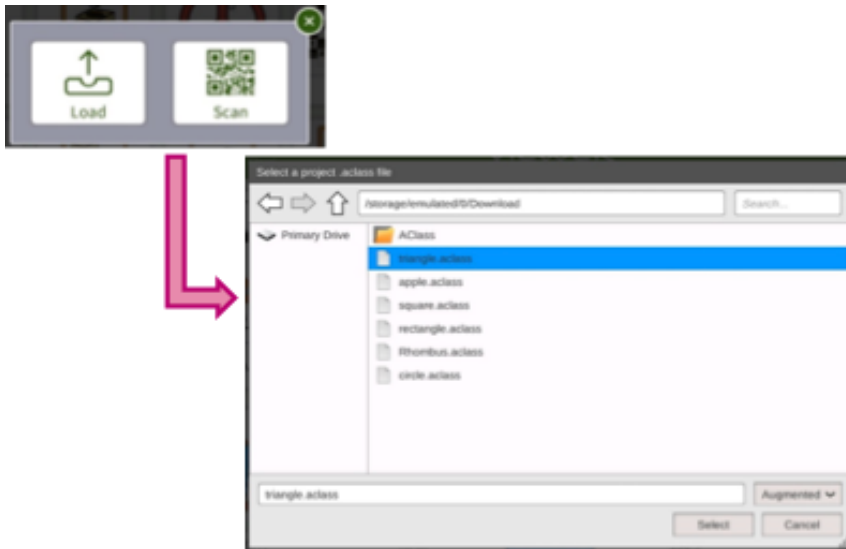 Load
Scan
Select a project .aclass file
/storage/emulated/0/Download
Search...
Primary Drive
AClass
triangle.aclass
apple.aclass
square.aclass
rectangle.aclass
Rhombus.aclass
circle.aclass
triangle.aclass
Augmented
Select
Cancel